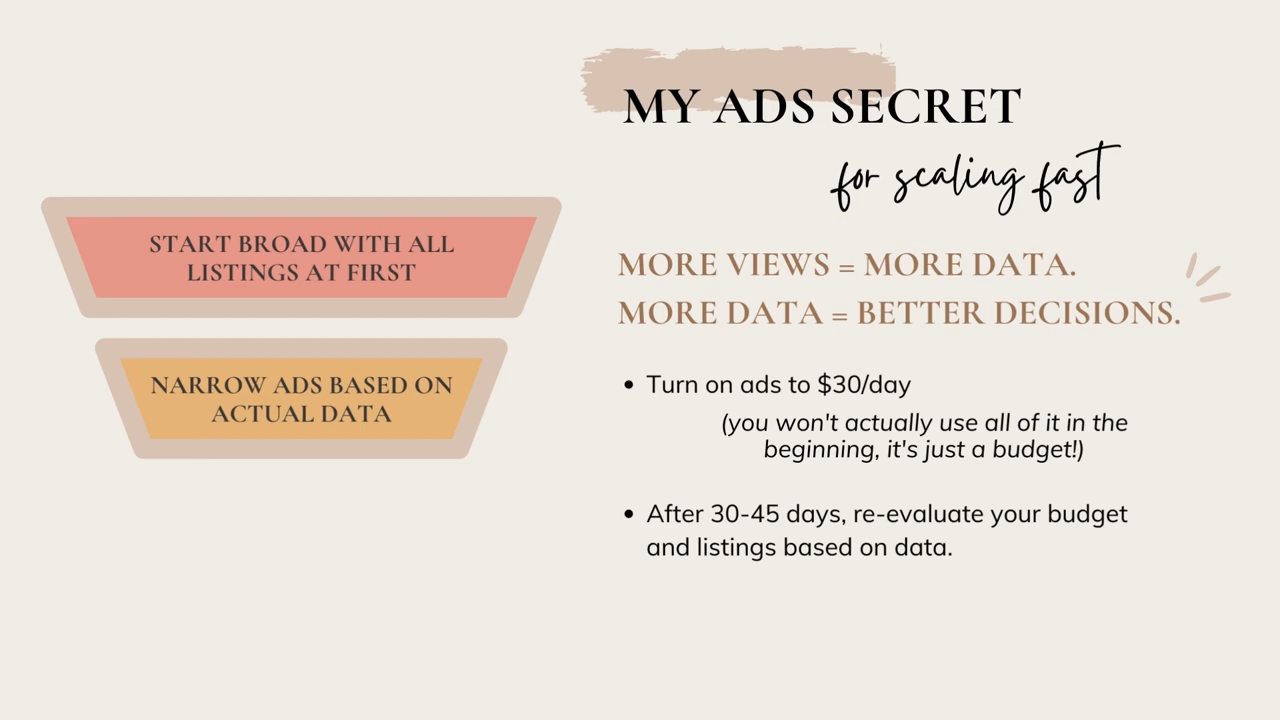 MY ADS SECRET
for scaling fast
START BROAD WITH ALL
LISTINGS AT FIRST
NARROW ADS BASED ON
ACTUAL DATA
MORE VIEWS = MORE DATA.
MORE DATA = BETTER DECISIONS.
• Turn on ads to $30/day
(you won't actually use all of it in the
beginning, it's just a budget!)
• After 30-45 days, re-evaluate your budget
and listings based on data.